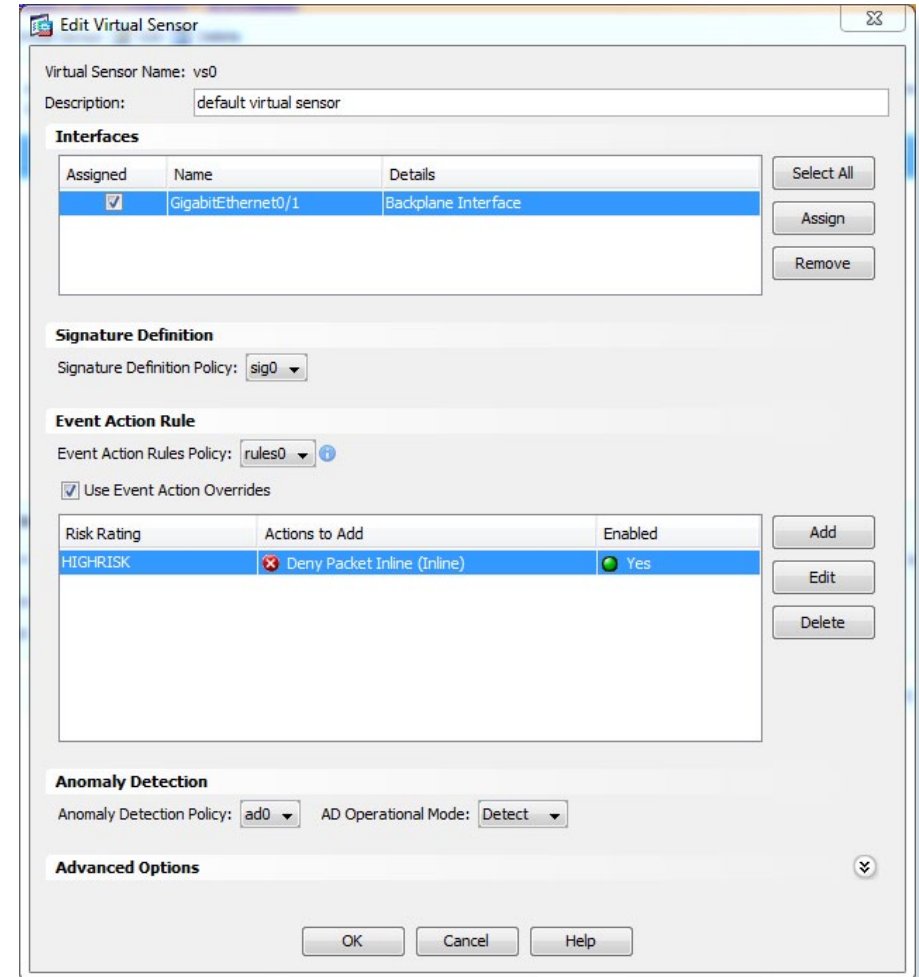 Edit Virtual Sensor
Virtual Sensor Name: vs0
Description: default virtual sensor
Interfaces
Assigned Name Details
GigabitEthernet0/1 Backplane Interface
Select All
Assign
Remove
Signature Definition
Signature Definition Policy: sig0
Event Action Rule
Event Action Rules Policy: rules0
Use Event Action Overrides
Risk Rating Actions to Add Enabled
HIGHRISK Deny Packet Inline (Inline) Yes
Add
Edit
Delete
Anomaly Detection
Anomaly Detection Policy: ad0 AD Operational Mode: Detect
Advanced Options
OK Cancel Help